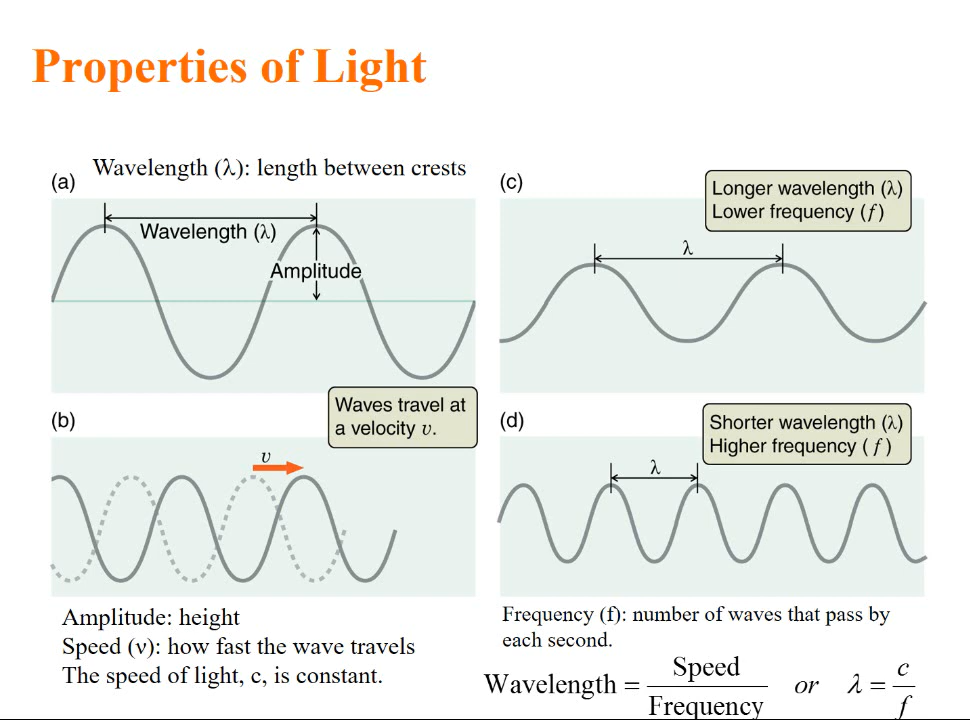 Properties of Light
(a) Wavelength (λ): length between crests
Wavelength (λ)
Amplitude
(b)
Waves travel at
a velocity υ.
υ
Amplitude: height
Speed (ν): how fast the wave travels
The speed of light, c, is constant.
(c)
Longer wavelength (λ)
Lower frequency (f)
λ
(d)
Shorter wavelength (λ)
Higher frequency ( f )
λ
Frequency (f): number of waves that pass by
each second.
Wavelength = Speed / Frequency or λ = c / f